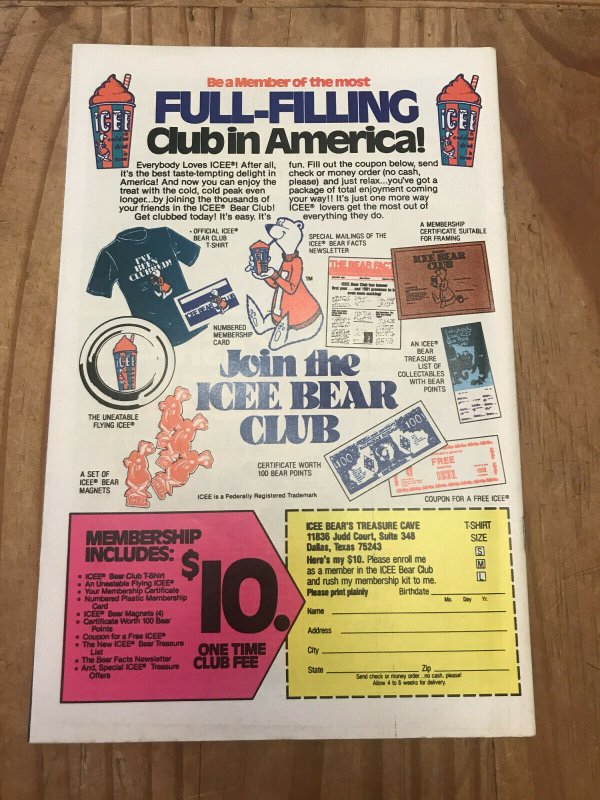 Be a Member of the most
FULL-FILLING
Club in America!
ICEE
ICEE
Everybody Loves ICEE®! After all,
it's the best taste-tempting delight in
America! And now you can enjoy the
treat with the cold, cold peak even
longer...by joining the thousands of
your friends in the ICEE® Bear Club!
Get clubbed today! It's easy. It's
fun. Fill out the coupon below, send
check or money order (no cash,
please) and just relax...you've got a
package of total enjoyment coming
your way!! It's just one more way
ICEE® lovers get the most out of
everything they do.
• OFFICIAL ICEE®
BEAR CLUB
T-SHIRT
I'VE
BEEN
CLUBBED!
SPECIAL MAILINGS OF THE
ICEE® BEAR FACTS
NEWSLETTER
THE BEAR FACT
A MEMBERSHIP
CERTIFICATE SUITABLE
FOR FRAMING
ICEE BEAR
CLUB
TM
NUMBERED
MEMBERSHIP
CARD
AN ICEE®
BEAR
TREASURE
LIST OF
COLLECTABLES
WITH BEAR
POINTS
Join the
ICEE BEAR
CLUB
ICEE
THE UNEATABLE
FLYING ICEE®
A SET OF
ICEE® BEAR
MAGNETS
CERTIFICATE WORTH
100 BEAR POINTS
100
100
FREE
ICEE is a Federally Registered Trademark
COUPON FOR A FREE ICEE®
MEMBERSHIP
INCLUDES:
• ICEE® Bear Club T-Shirt
• An Uneatable Flying ICEE®
• Your Membership Certificate
• Numbered Plastic Membership
Card
• ICEE® Bear Magnets (4)
• Certificate Worth 100 Bear
Points
• Coupon for a Free ICEE®
• The New ICEE® Bear Treasure
List
• The Bear Facts Newsletter
• And, Special ICEE® Treasure
Offers
$10.
ONE TIME
CLUB FEE
ICEE BEAR'S TREASURE CAVE
11836 Judd Court, Suite 348
Dallas, Texas 75243
Here's my $10. Please enroll me
as a member in the ICEE Bear Club
and rush my membership kit to me.
T-SHIRT
SIZE
S
M
L
Please print plainly Birthdate
Mo. Day Yr.
Name
Address
City
State Zip
Send check or money order...no cash, please!
Allow 4 to 6 weeks for delivery.